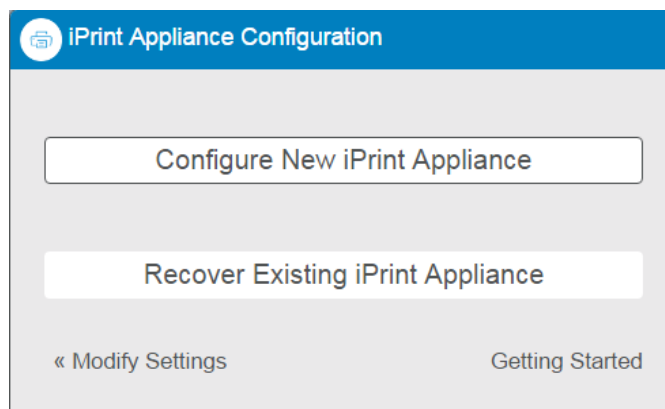 iPrint Appliance Configuration
Configure New iPrint Appliance
Recover Existing iPrint Appliance
« Modify Settings Getting Started